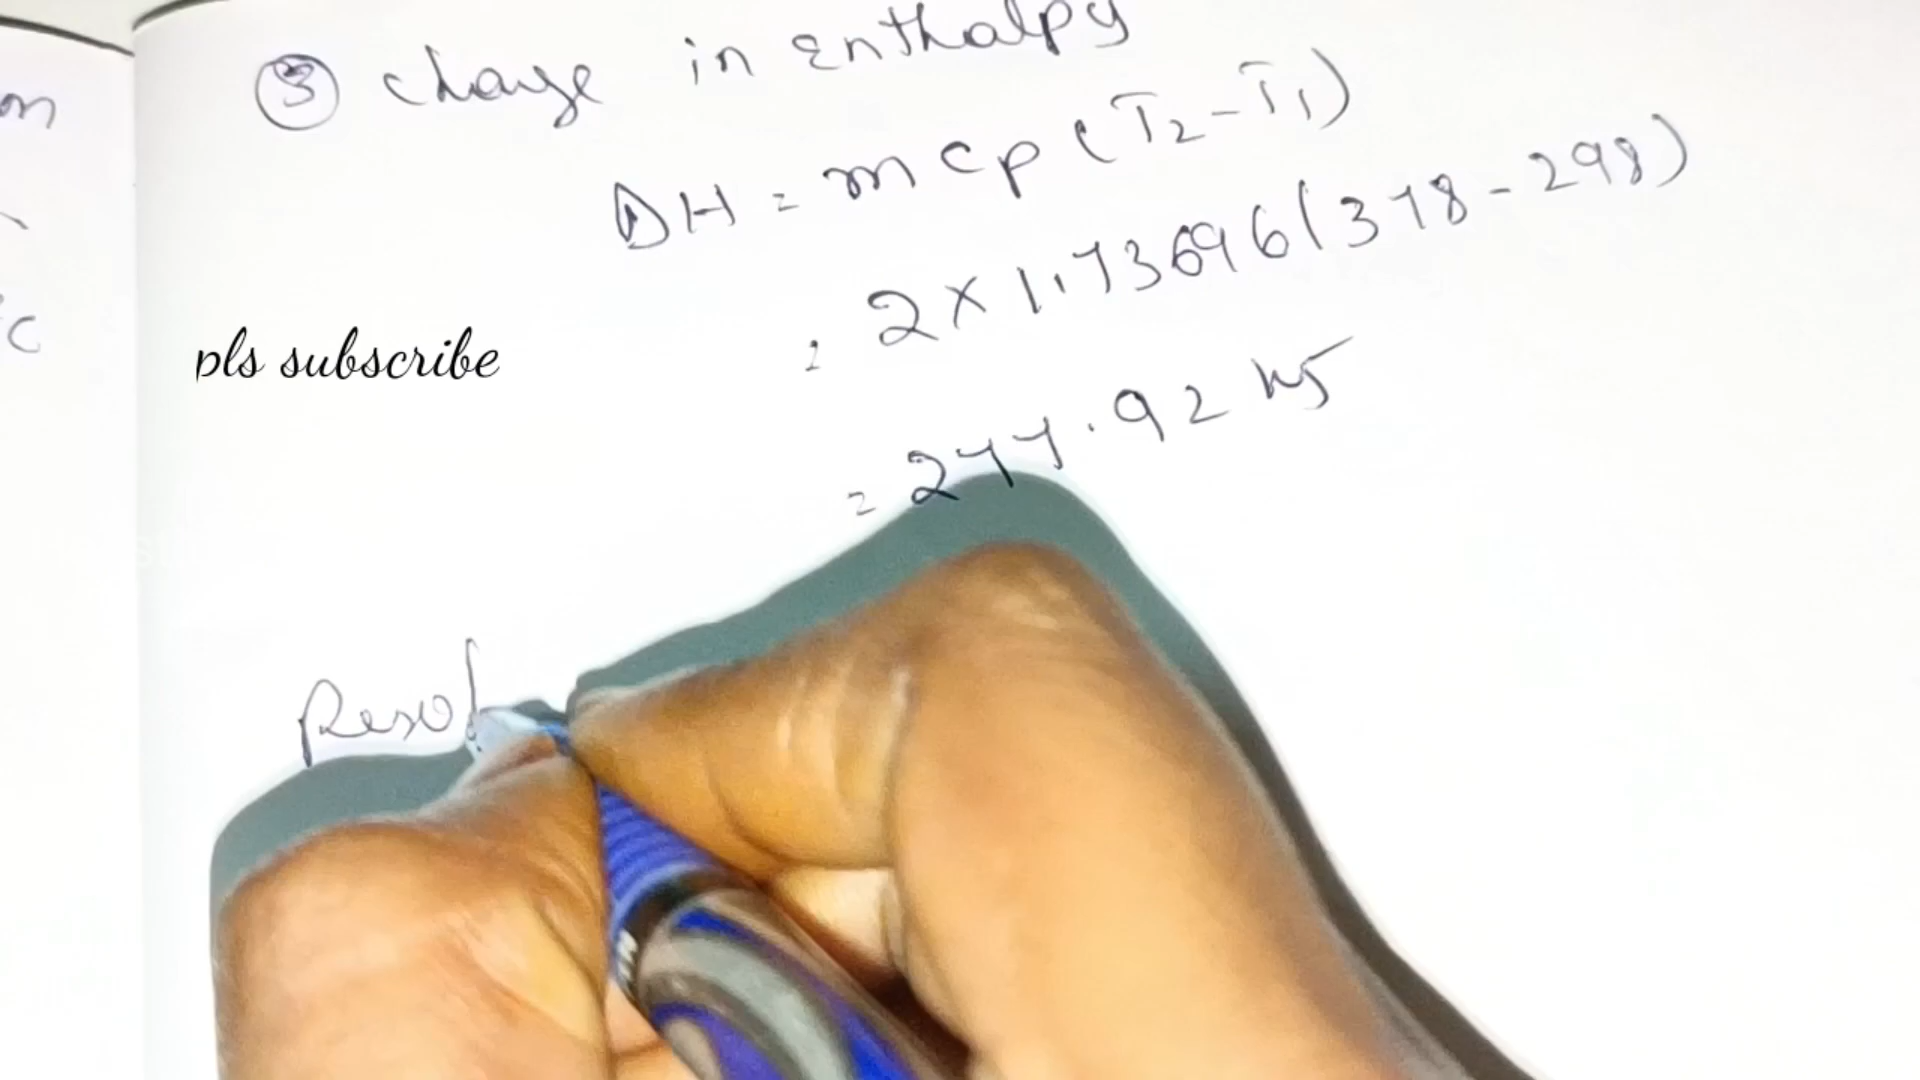 on
③ Change in Enthalpy
ΔH = m Cp (T2 - T1)
= 2 × 1.73696 (378 - 298)
°C
pls subscribe
= 277.92 kJ
Resul